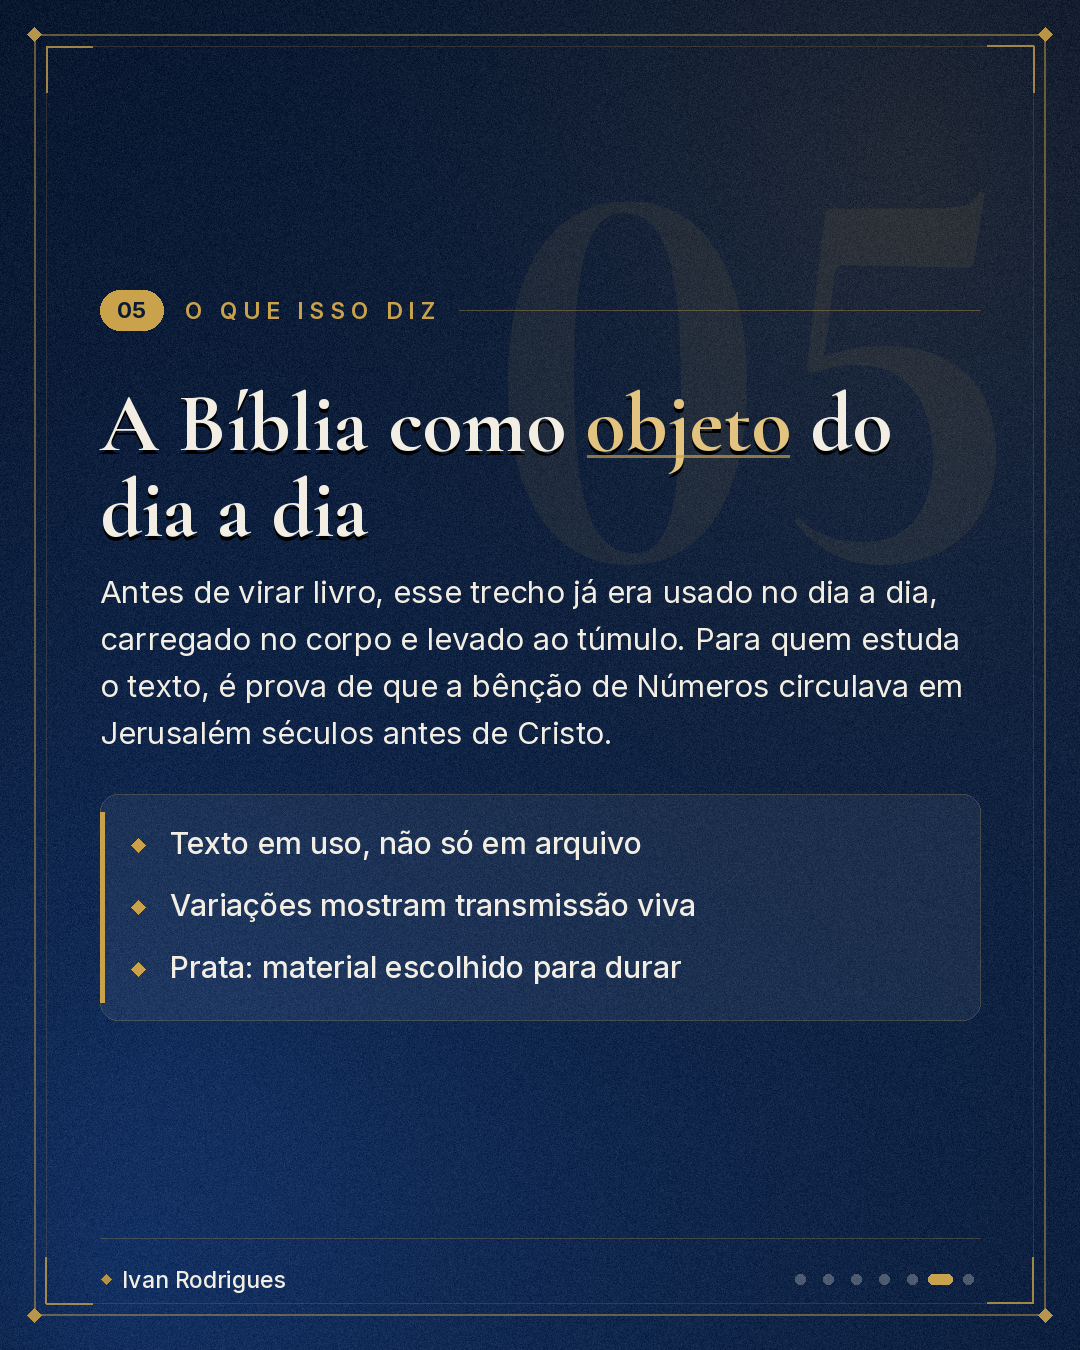 05
05 O QUE ISSO DIZ
A Bíblia como objeto do
dia a dia
Antes de virar livro, esse trecho já era usado no dia a dia,
carregado no corpo e levado ao túmulo. Para quem estuda
o texto, é prova de que a bênção de Números circulava em
Jerusalém séculos antes de Cristo.
Texto em uso, não só em arquivo
Variações mostram transmissão viva
Prata: material escolhido para durar
Ivan Rodrigues